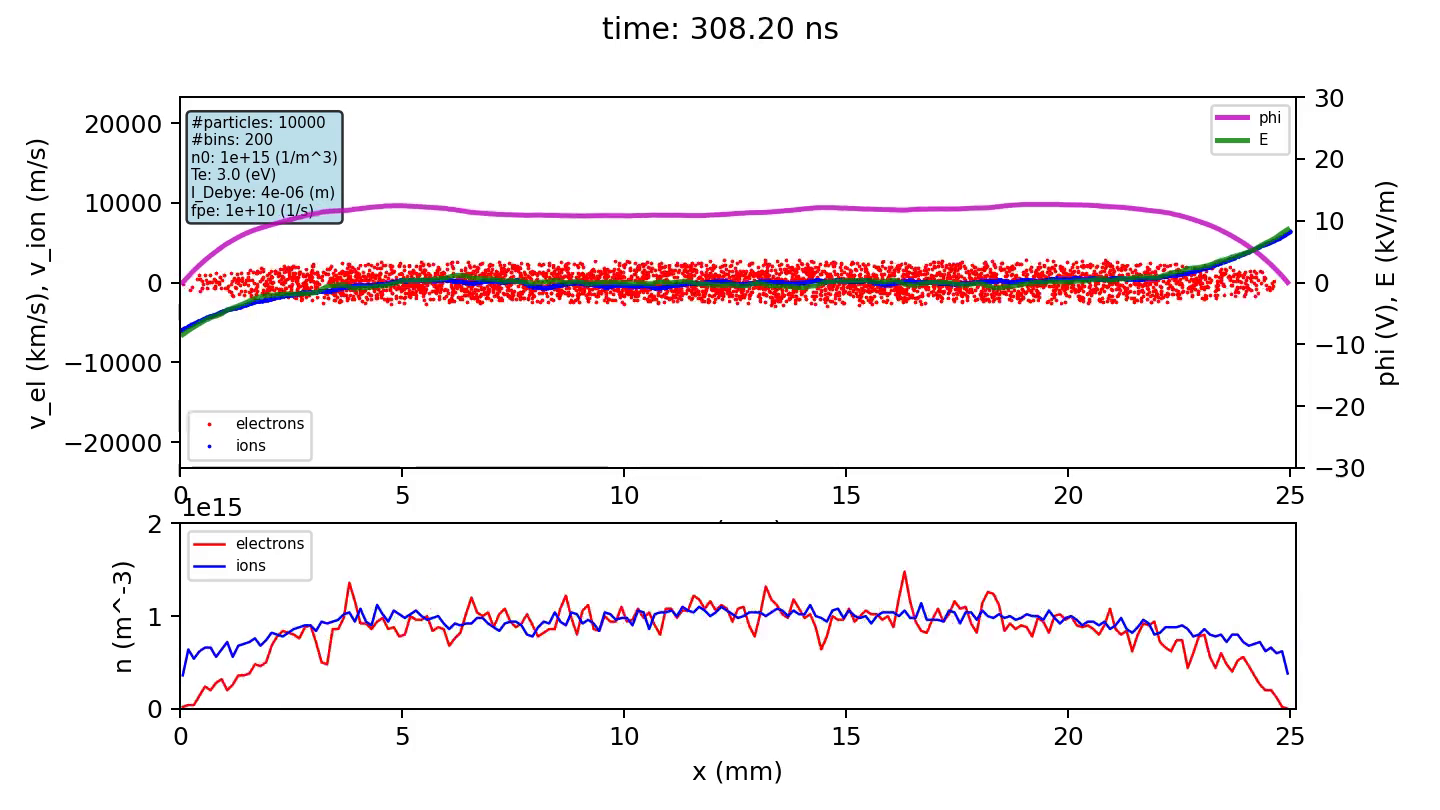 time: 308.20 ns
20000
10000
0
−10000
−20000
v_el (km/s), v_ion (m/s)
#particles: 10000
#bins: 200
n0: 1e+15 (1/m^3)
Te: 3.0 (eV)
l_Debye: 4e-06 (m)
fpe: 1e+10 (1/s)
phi
E
electrons
ions
30
20
10
0
−10
−20
−30
phi (V), E (kV/m)
0 5 10 15 20 25
1e15
2
1
0
n (m^-3)
electrons
ions
0 5 10 15 20 25
x (mm)